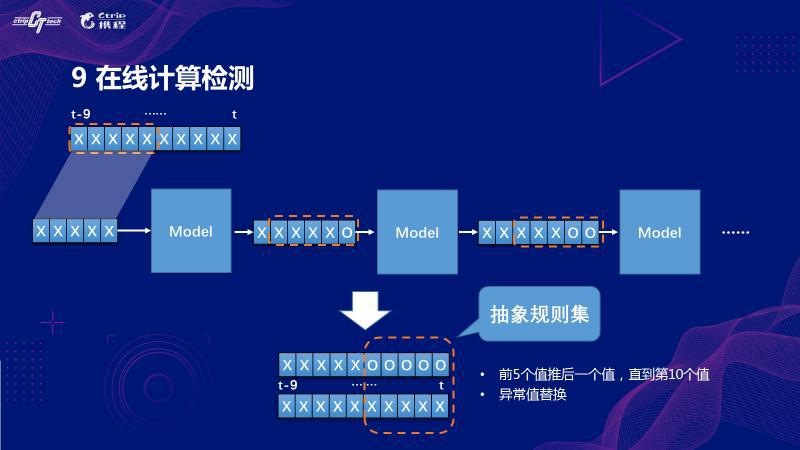 ctrip tech
Ctrip
携程
9 在线计算检测
t-9 …… t
X X X X X X X X X X
X X X X X
Model
X X X X X O
Model
X X X X X O O
Model
……
抽象规则集
X X X X X O O O O O
t-9 …… t
X X X X X X X X X X
• 前5个值推后一个值，直到第10个值
• 异常值替换